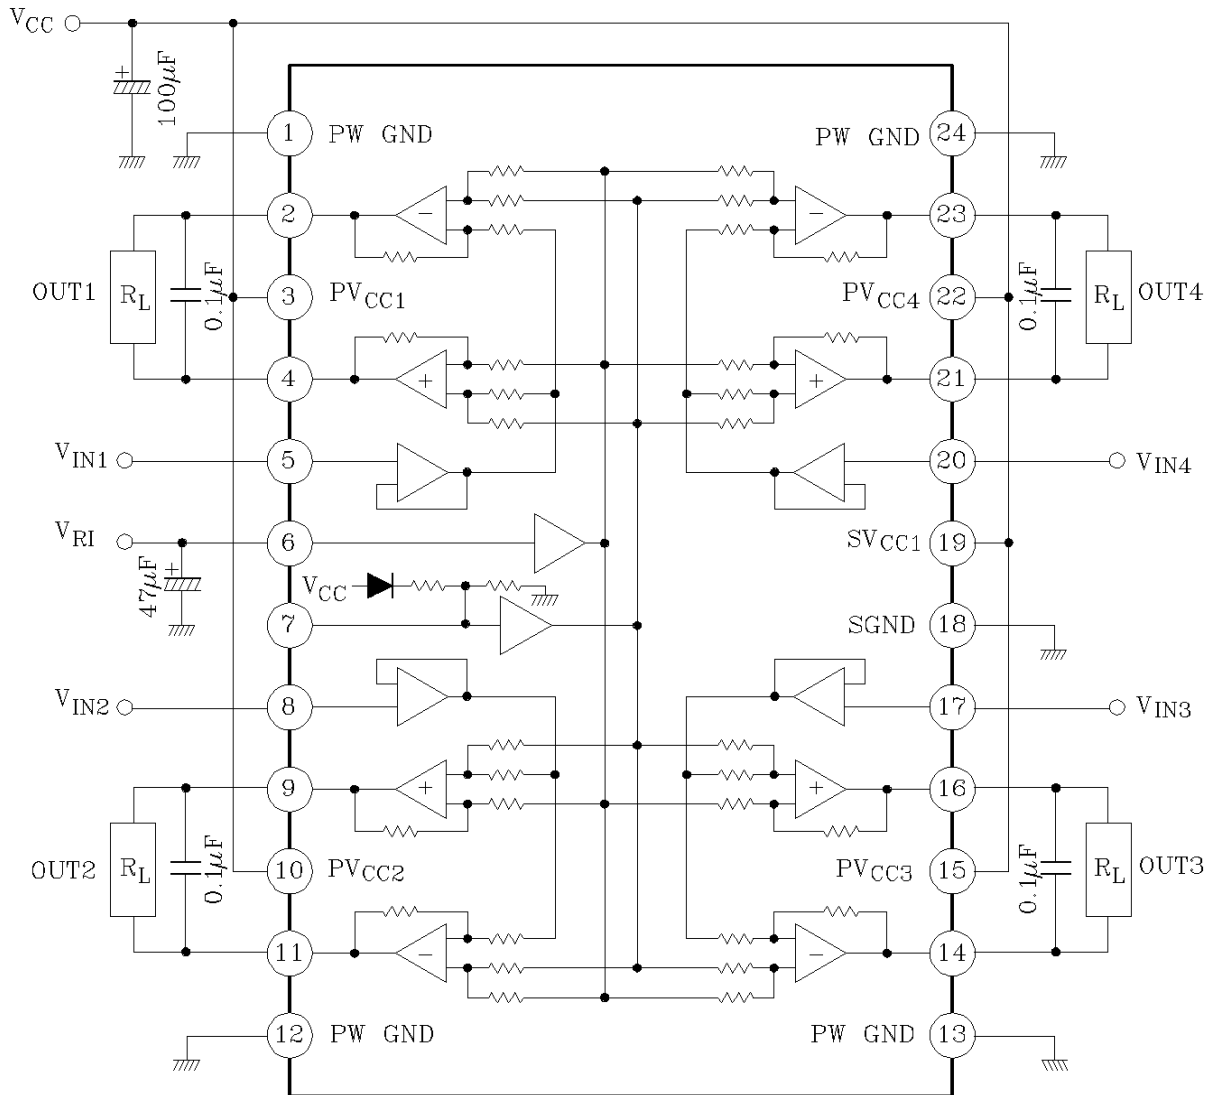 VCC
+
100μF
1
PW GND
PW GND
24
2
−
−
23
OUT1
RL
0.1μF
3
PVCC1
PVCC4
22
0.1μF
RL
OUT4
4
+
+
21
VIN1
5
20
VIN4
VRI
6
SVCC1
19
+
47μF
VCC
7
SGND
18
VIN2
8
17
VIN3
9
+
+
16
OUT2
RL
0.1μF
10
PVCC2
PVCC3
15
0.1μF
RL
OUT3
11
−
−
14
12
PW GND
PW GND
13